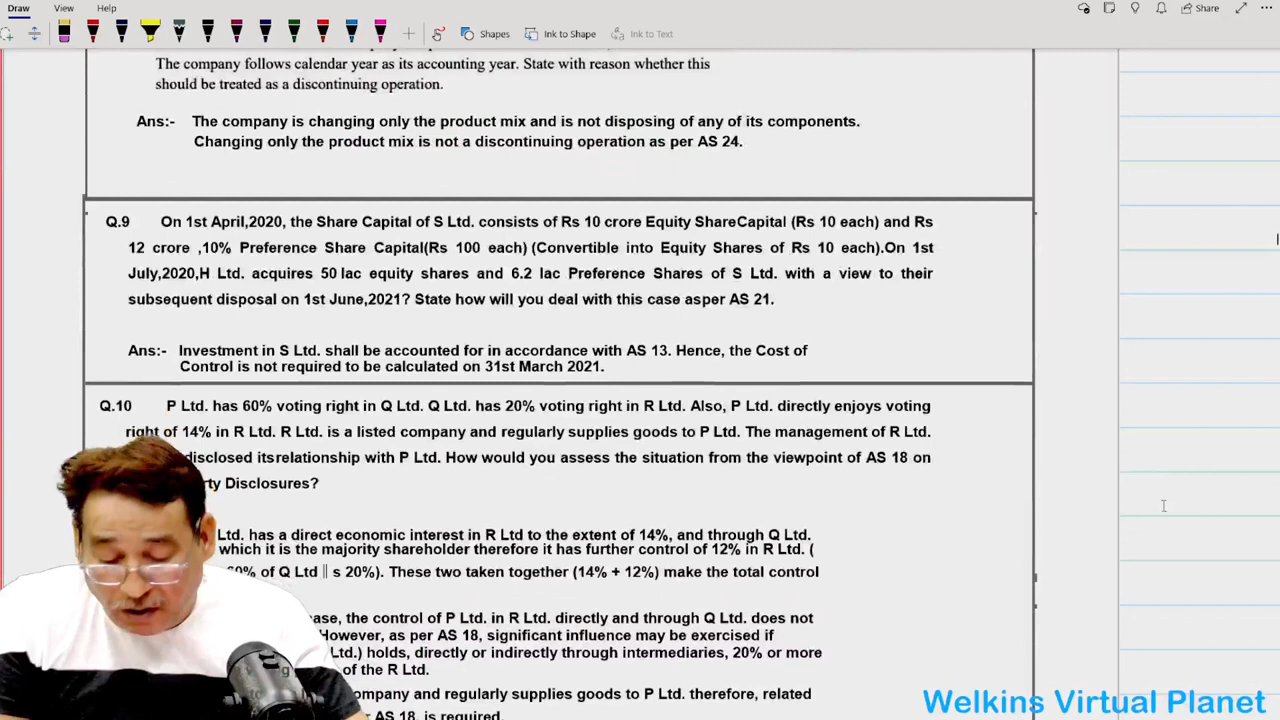 Draw View Help
Share
Shapes Ink to Shape Ink to Text
The company follows calendar year as its accounting year. State with reason whether this
should be treated as a discontinuing operation.
Ans:- The company is changing only the product mix and is not disposing of any of its components.
Changing only the product mix is not a discontinuing operation as per AS 24.
Q.9 On 1st April,2020, the Share Capital of S Ltd. consists of Rs 10 crore Equity ShareCapital (Rs 10 each) and Rs
12 crore ,10% Preference Share Capital(Rs 100 each) (Convertible into Equity Shares of Rs 10 each).On 1st
July,2020,H Ltd. acquires 50 lac equity shares and 6.2 lac Preference Shares of S Ltd. with a view to their
subsequent disposal on 1st June,2021? State how will you deal with this case asper AS 21.
Ans:- Investment in S Ltd. shall be accounted for in accordance with AS 13. Hence, the Cost of
Control is not required to be calculated on 31st March 2021.
Q.10 P Ltd. has 60% voting right in Q Ltd. Q Ltd. has 20% voting right in R Ltd. Also, P Ltd. directly enjoys voting
right of 14% in R Ltd. R Ltd. is a listed company and regularly supplies goods to P Ltd. The management of R Ltd.
disclosed itsrelationship with P Ltd. How would you assess the situation from the viewpoint of AS 18 on
Disclosures?
Ltd. has a direct economic interest in R Ltd to the extent of 14%, and through Q Ltd.
which it is the majority shareholder therefore it has further control of 12% in R Ltd. (
of Q Ltd || s 20%). These two taken together (14% + 12%) make the total control
the control of P Ltd. in R Ltd. directly and through Q Ltd. does not
However, as per AS 18, significant influence may be exercised if
Ltd.) holds, directly or indirectly through intermediaries, 20% or more
of the R Ltd.
company and regularly supplies goods to P Ltd. therefore, related
AS 18, is required.
Welkins Virtual Planet